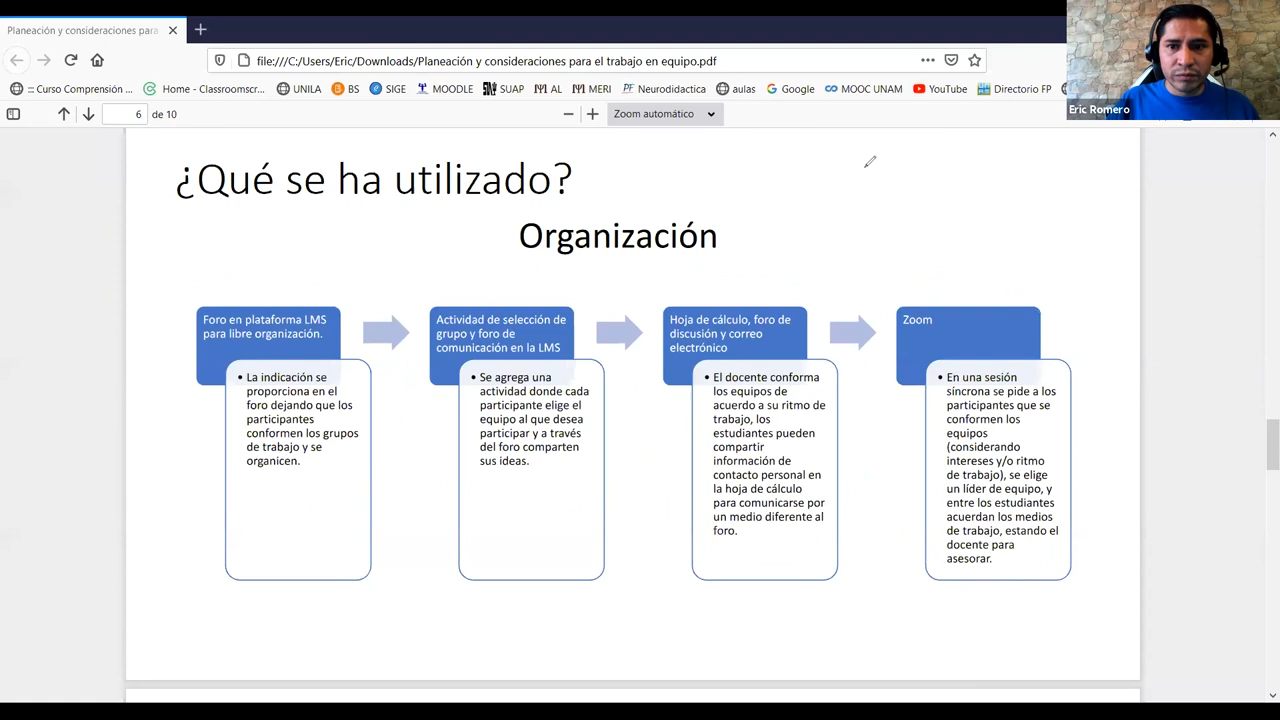 Planeación y consideraciones para
file:///C:/Users/Eric/Downloads/Planeación y consideraciones para el trabajo en equipo.pdf
:: Curso Comprensión ...
Home - Classroomscr...
UNILA
BS
SIGE
MOODLE
SUAP
AL
MERI
Neurodidactica
aulas
Google
MOOC UNAM
YouTube
Directorio FP
Eric Romero
6 de 10
Zoom automático
¿Qué se ha utilizado?
Organización
Foro en plataforma LMS
para libre organización.
• La indicación se
proporciona en el
foro dejando que los
participantes
conformen los grupos
de trabajo y se
organicen.
Actividad de selección de
grupo y foro de
comunicación en la LMS
• Se agrega una
actividad donde cada
participante elige el
equipo al que desea
participar y a través
del foro comparten
sus ideas.
Hoja de cálculo, foro de
discusión y correo
electrónico
• El docente conforma
los equipos de
acuerdo a su ritmo de
trabajo, los
estudiantes pueden
compartir
información de
contacto personal en
la hoja de cálculo
para comunicarse por
un medio diferente al
foro.
Zoom
• En una sesión
síncrona se pide a los
participantes que se
conformen los
equipos
(considerando
intereses y/o ritmo
de trabajo), se elige
un líder de equipo, y
entre los estudiantes
acuerdan los medios
de trabajo, estando el
docente para
asesorar.